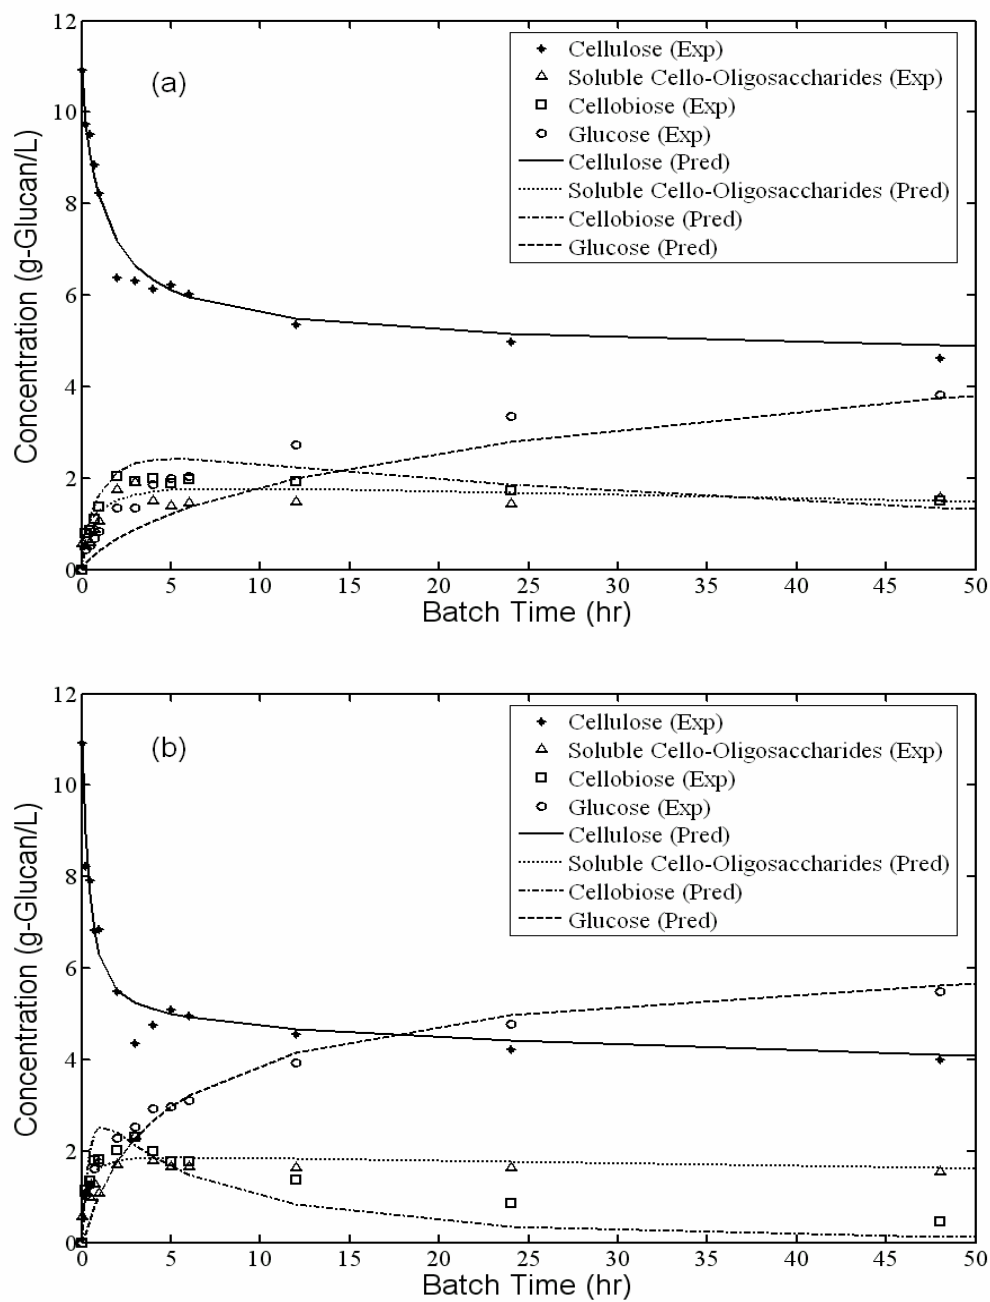 12
10
8
6
4
2
0
Concentration (g-Glucan/L)
(a)
Cellulose (Exp)
Soluble Cello-Oligosaccharides (Exp)
Cellobiose (Exp)
Glucose (Exp)
Cellulose (Pred)
Soluble Cello-Oligosaccharides (Pred)
Cellobiose (Pred)
Glucose (Pred)
0 5 10 15 20 25 30 35 40 45 50
Batch Time (hr)
12
10
8
6
4
2
0
Concentration (g-Glucan/L)
(b)
Cellulose (Exp)
Soluble Cello-Oligosaccharides (Exp)
Cellobiose (Exp)
Glucose (Exp)
Cellulose (Pred)
Soluble Cello-Oligosaccharides (Pred)
Cellobiose (Pred)
Glucose (Pred)
0 5 10 15 20 25 30 35 40 45 50
Batch Time (hr)